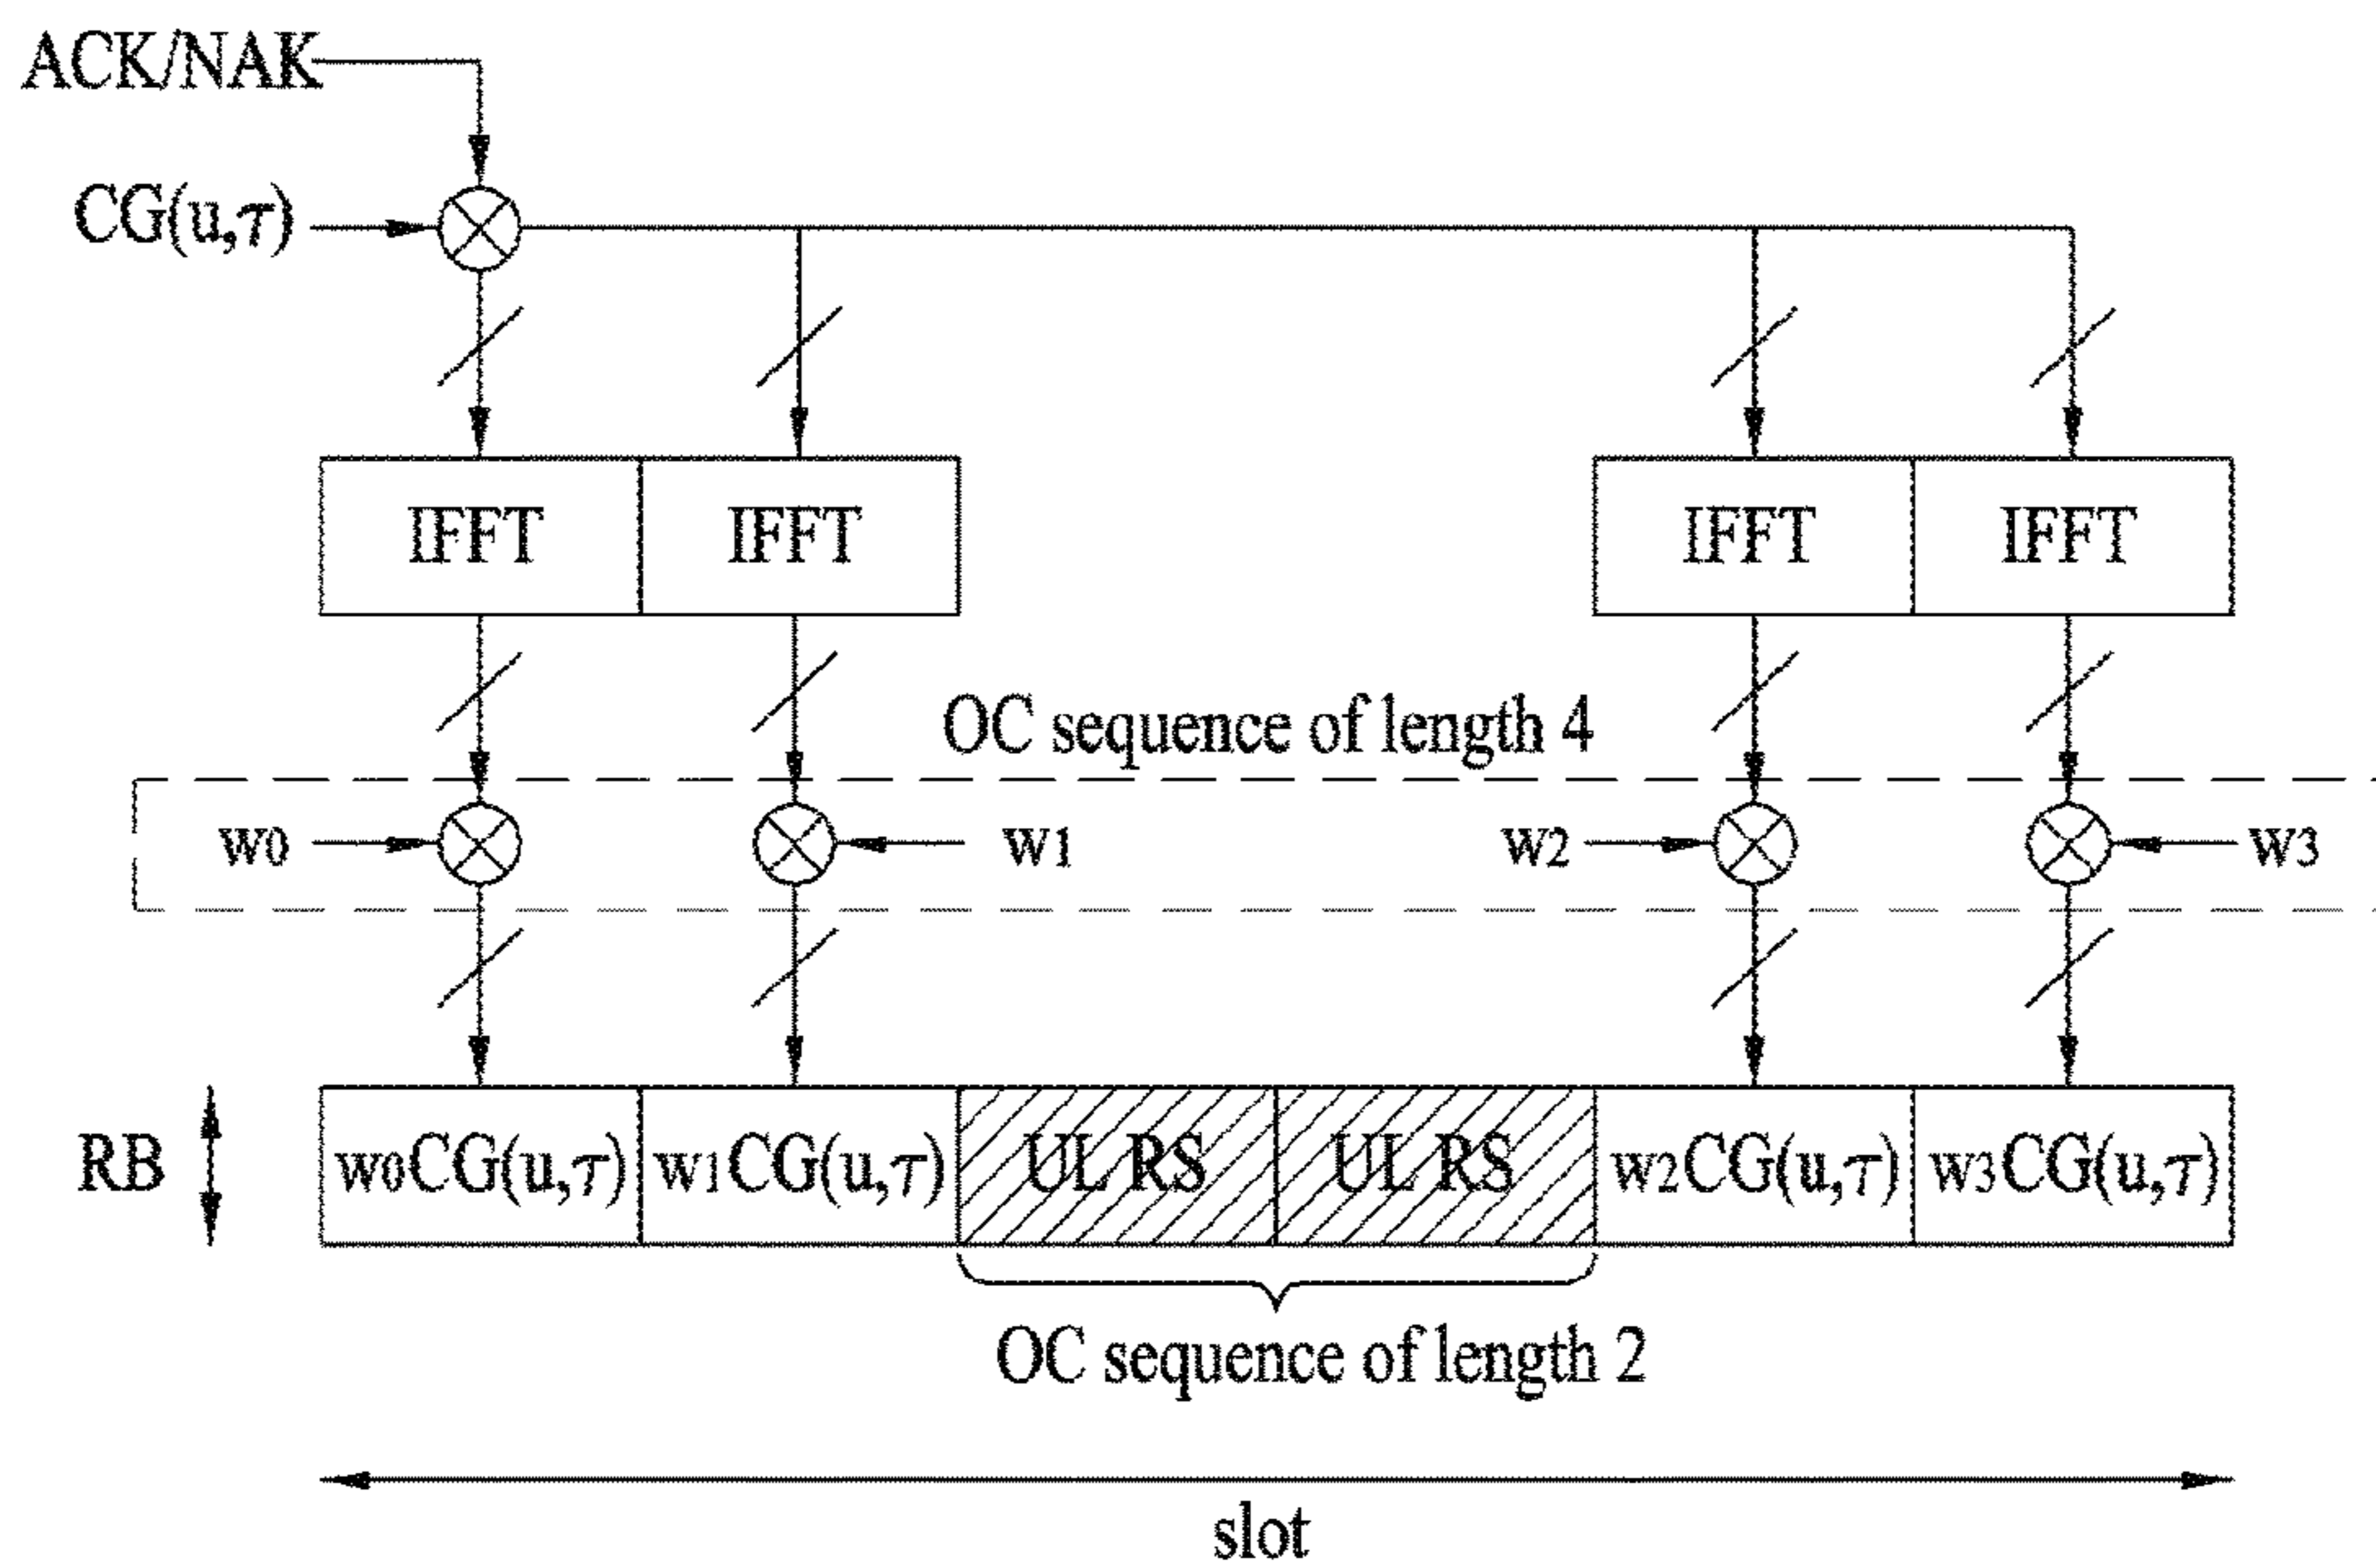 ACK/NAK
CG(u,τ)
IFFT IFFT IFFT IFFT
OC sequence of length 4
w0 w1 w2 w3
RB w0CG(u,τ) w1CG(u,τ) UL RS UL RS w2CG(u,τ) w3CG(u,τ)
OC sequence of length 2
slot